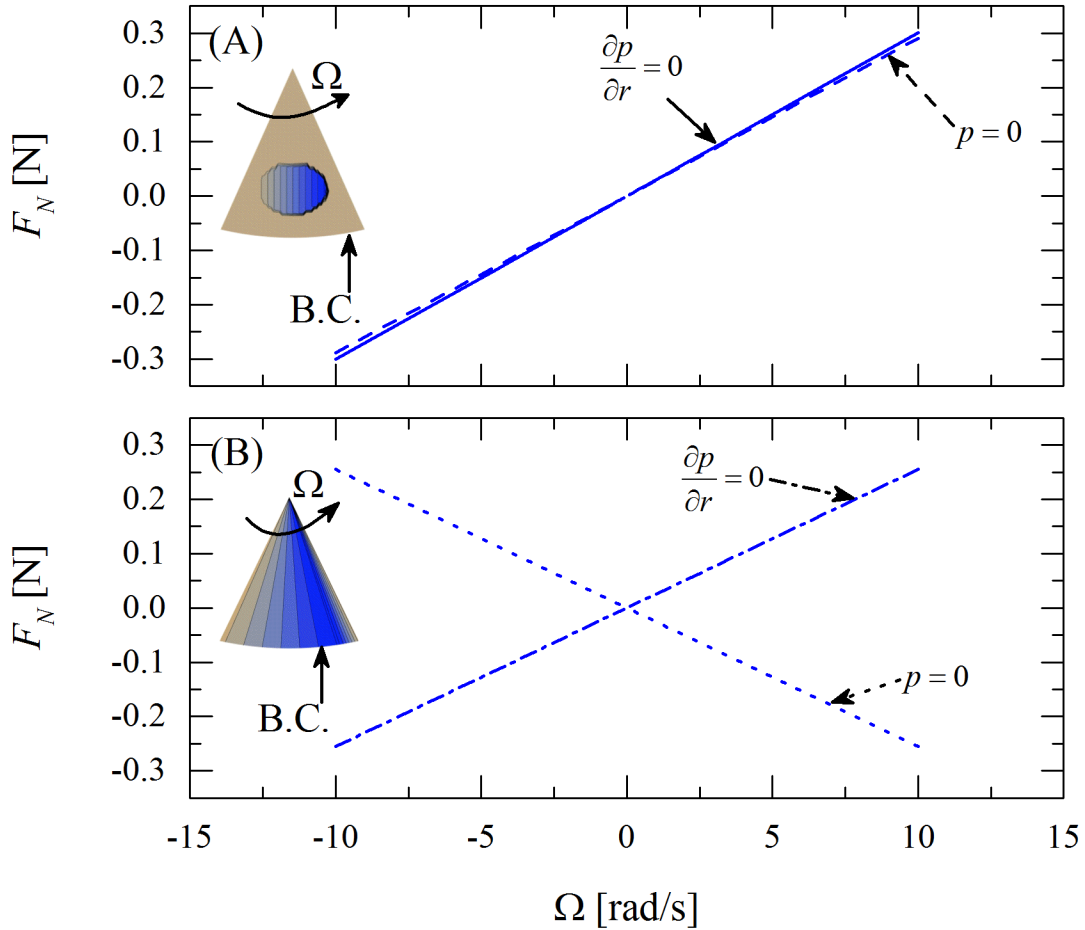 (A)
0.3
0.2
0.1
0.0
-0.1
-0.2
-0.3
F_N [N]
Ω
B.C.
∂p/∂r = 0
p = 0
(B)
0.3
0.2
0.1
0.0
-0.1
-0.2
-0.3
F_N [N]
Ω
B.C.
∂p/∂r = 0
p = 0
-15 -10 -5 0 5 10 15
Ω [rad/s]